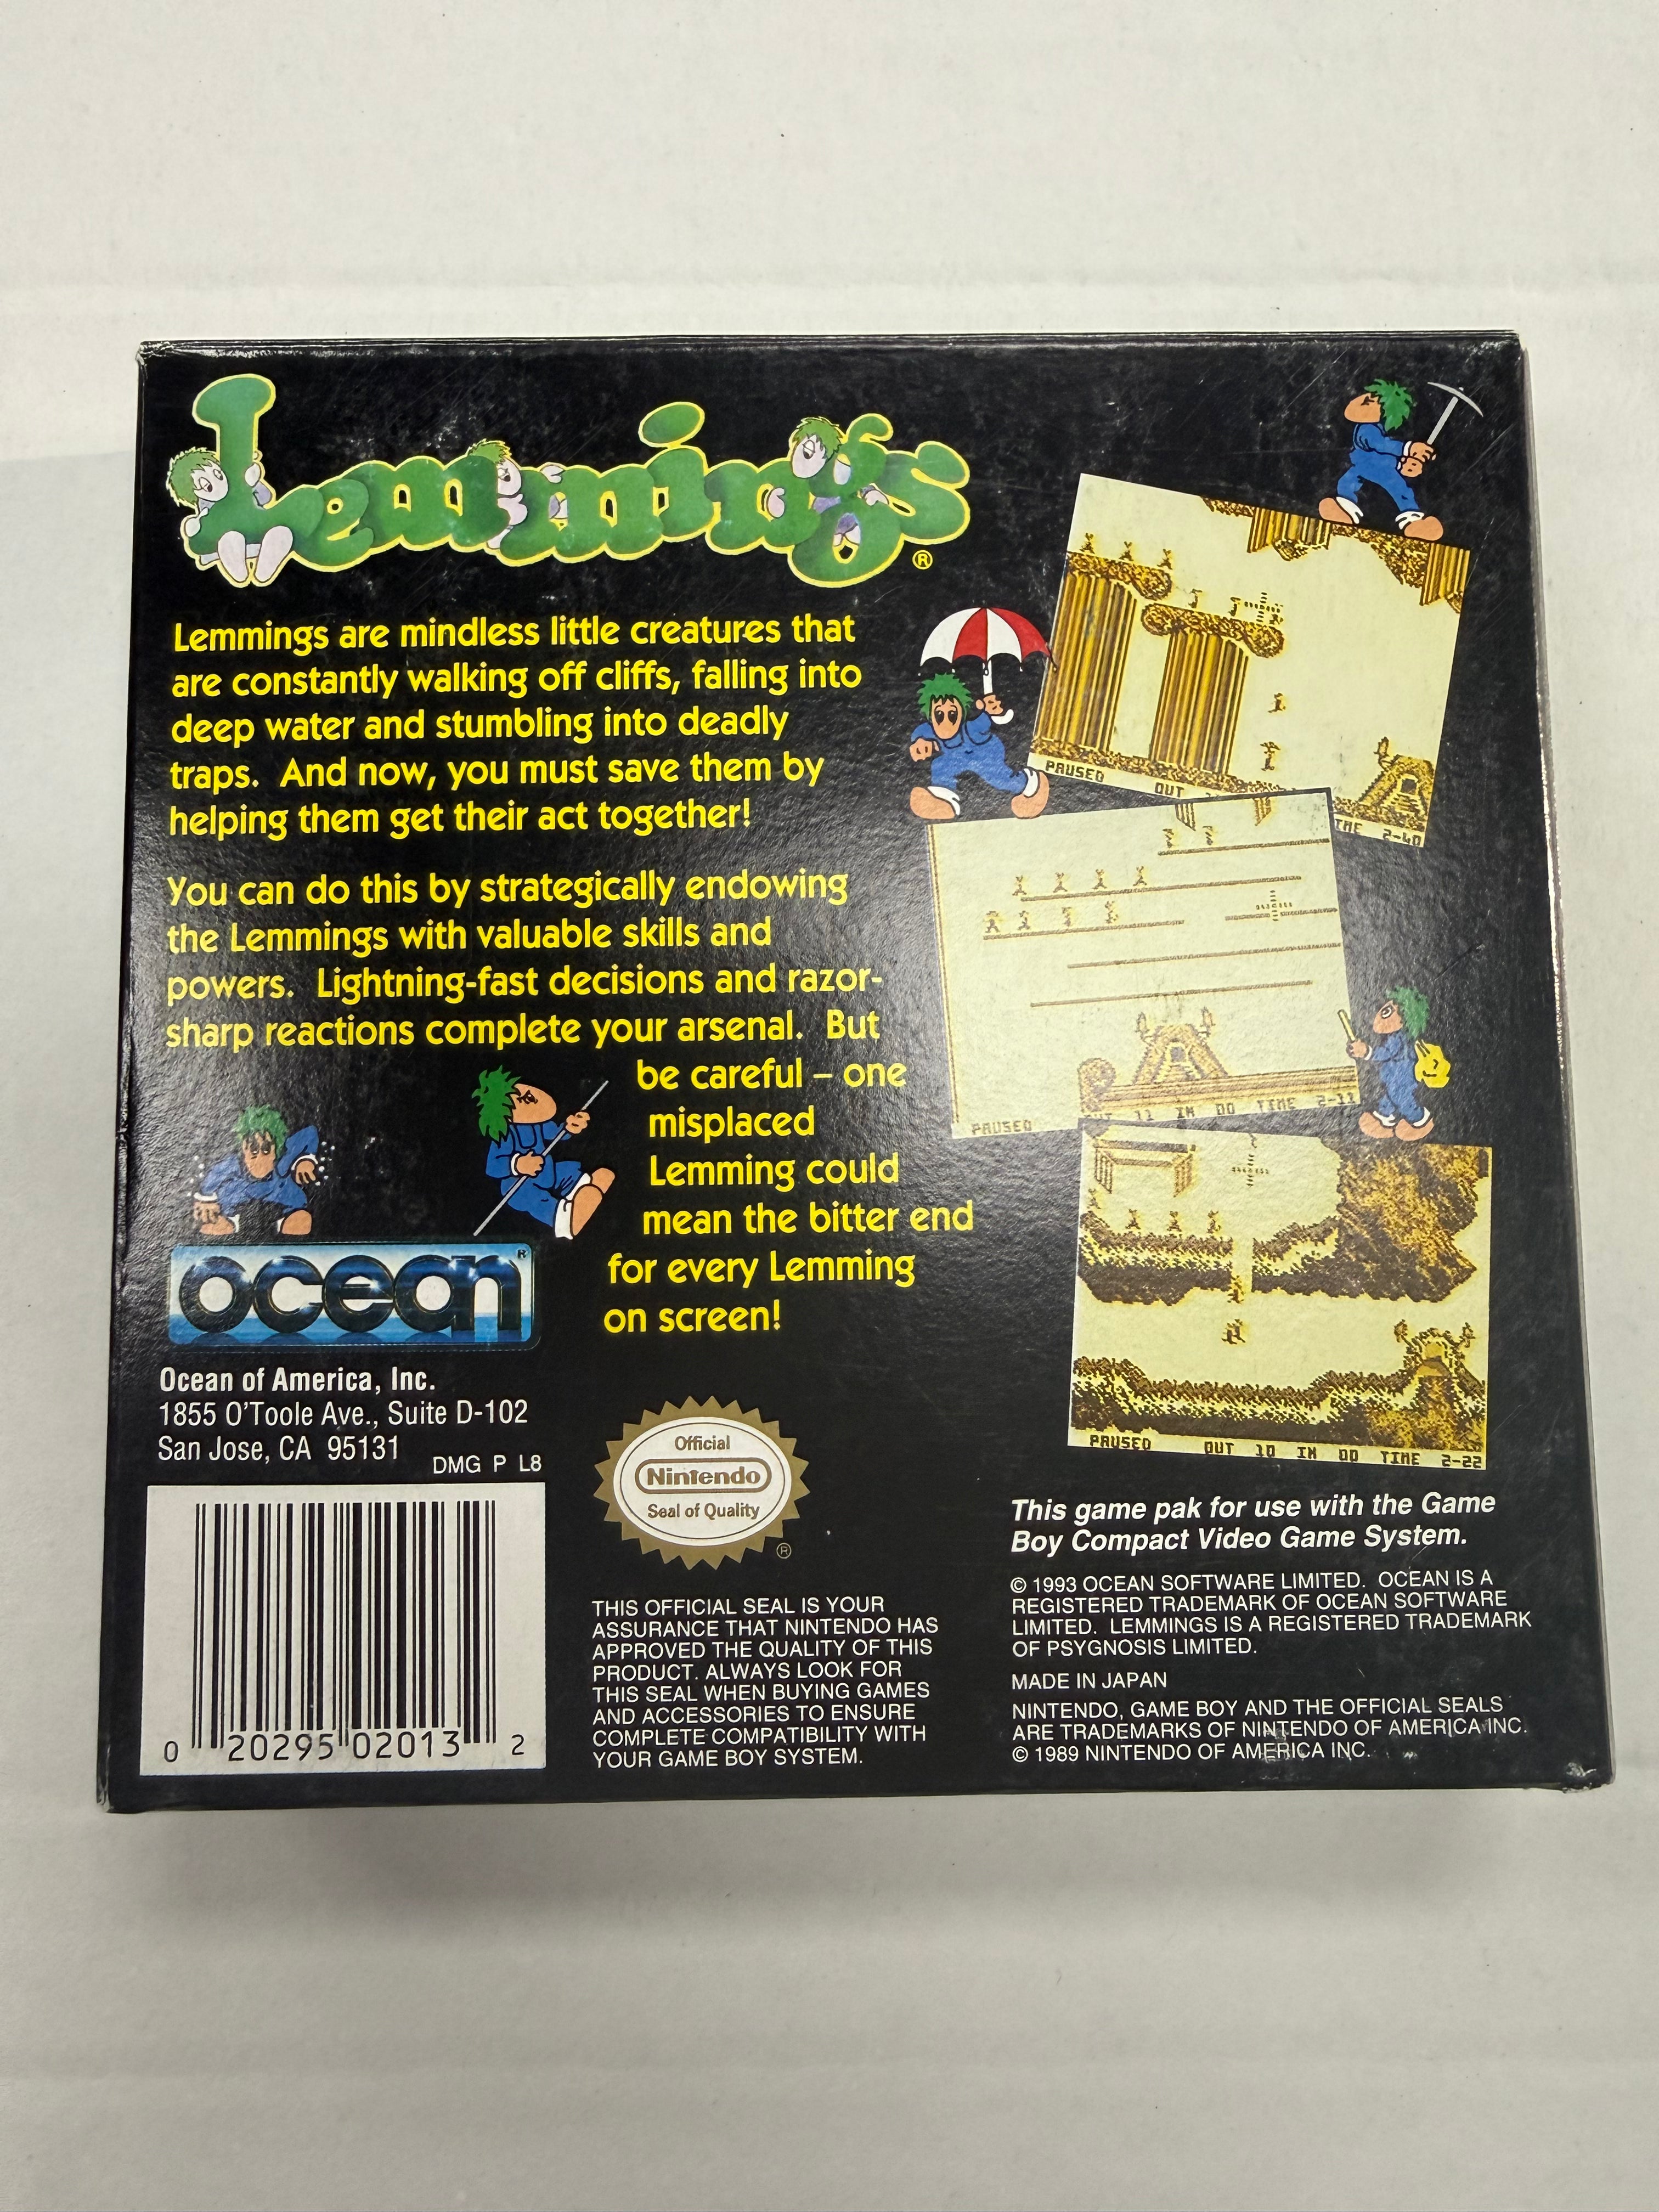 Lemmings®
Lemmings are mindless little creatures that
are constantly walking off cliffs, falling into
deep water and stumbling into deadly
traps. And now, you must save them by
helping them get their act together!
You can do this by strategically endowing
the Lemmings with valuable skills and
powers. Lightning-fast decisions and razor-
sharp reactions complete your arsenal. But
be careful – one
misplaced
Lemming could
mean the bitter end
for every Lemming
on screen!
PAUSED
OUT
TIME 2-40
PAUSED
OUT 11 IN 00 TIME 2-11
PAUSED OUT 10 IN 00 TIME 2-22
ocean®
Ocean of America, Inc.
1855 O'Toole Ave., Suite D-102
San Jose, CA 95131
DMG P L8
0 20295 02013 2
Official
Nintendo
Seal of Quality
®
THIS OFFICIAL SEAL IS YOUR
ASSURANCE THAT NINTENDO HAS
APPROVED THE QUALITY OF THIS
PRODUCT. ALWAYS LOOK FOR
THIS SEAL WHEN BUYING GAMES
AND ACCESSORIES TO ENSURE
COMPLETE COMPATIBILITY WITH
YOUR GAME BOY SYSTEM.
This game pak for use with the Game
Boy Compact Video Game System.
© 1993 OCEAN SOFTWARE LIMITED. OCEAN IS A
REGISTERED TRADEMARK OF OCEAN SOFTWARE
LIMITED. LEMMINGS IS A REGISTERED TRADEMARK
OF PSYGNOSIS LIMITED.
MADE IN JAPAN
NINTENDO, GAME BOY AND THE OFFICIAL SEALS
ARE TRADEMARKS OF NINTENDO OF AMERICA INC.
© 1989 NINTENDO OF AMERICA INC.